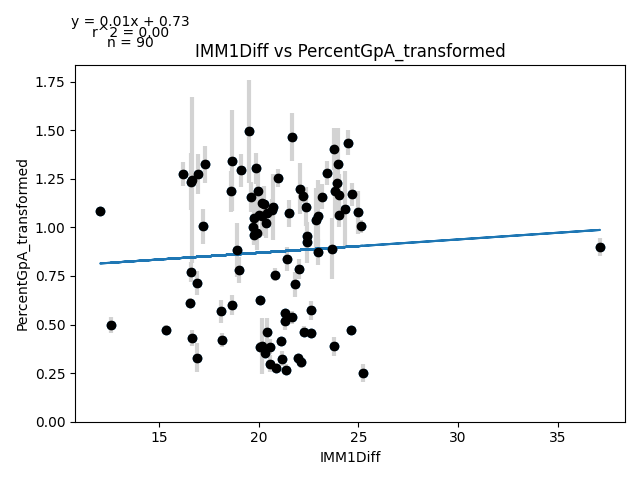 y = 0.01x + 0.73
r^2 = 0.00
n = 90
IMM1Diff vs PercentGpA_transformed
PercentGpA_transformed
1.75
1.50
1.25
1.00
0.75
0.50
0.25
0.00
15 20 25 30 35
IMM1Diff